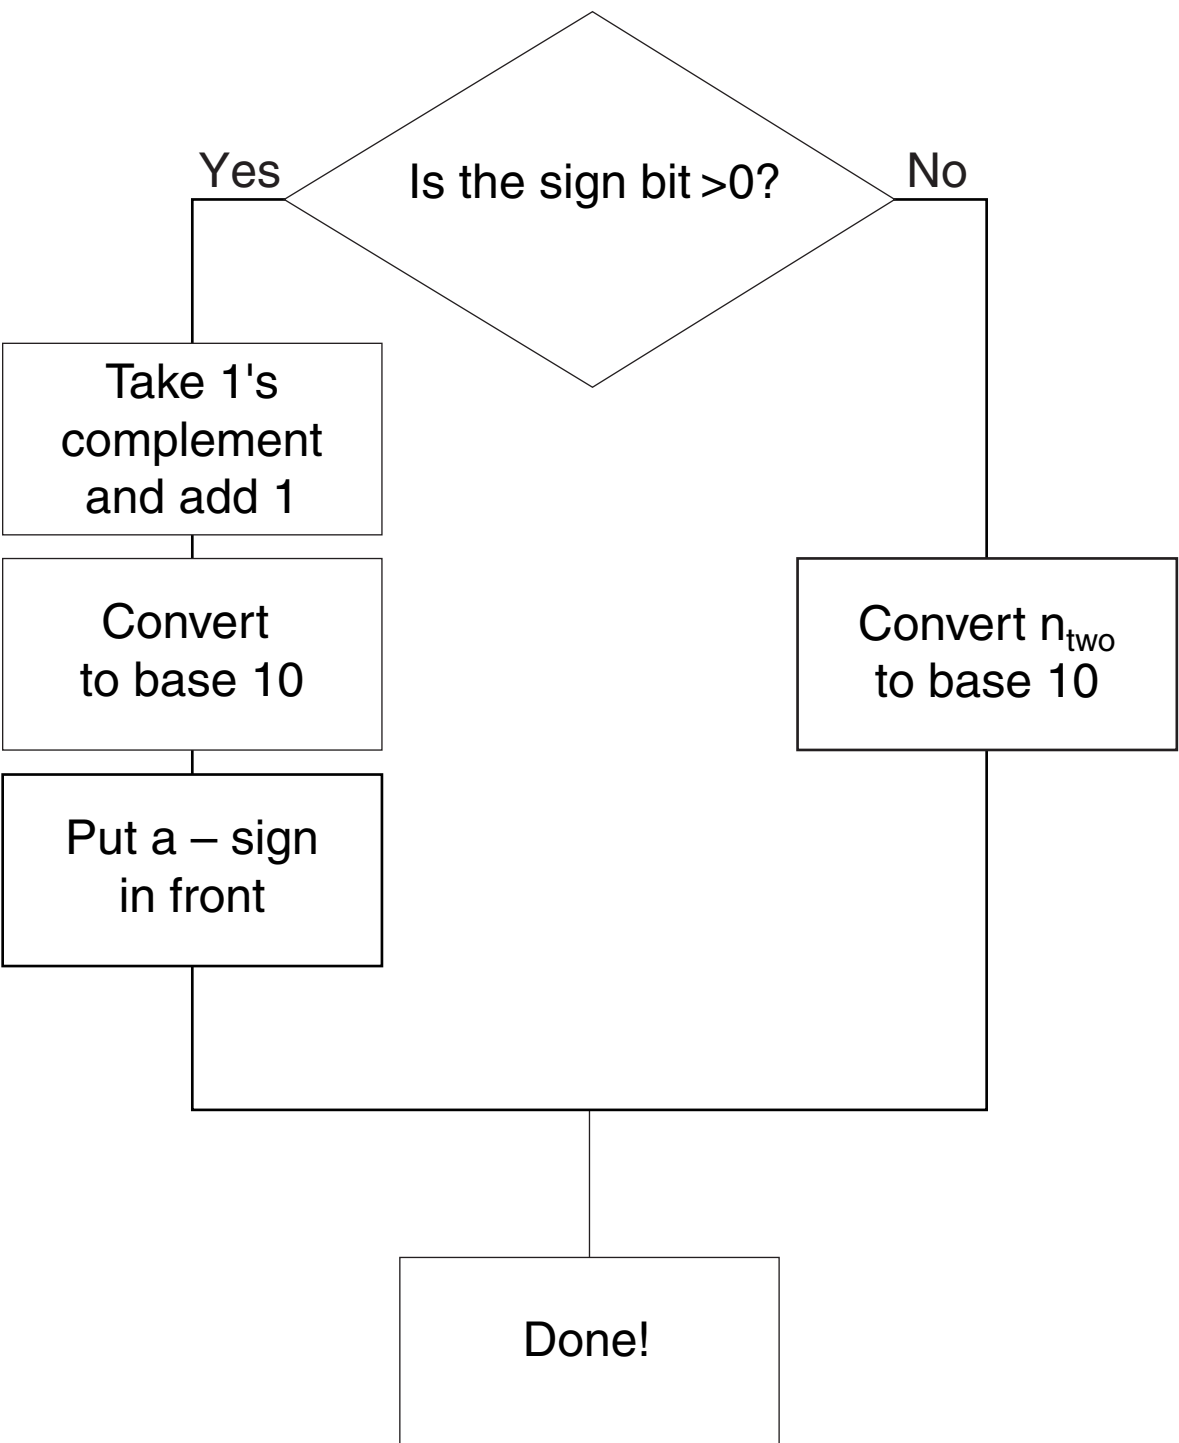 Is the sign bit >0?
Yes
No
Take 1's
complement
and add 1
Convert
to base 10
Put a – sign
in front
Convert n_two
to base 10
Done!